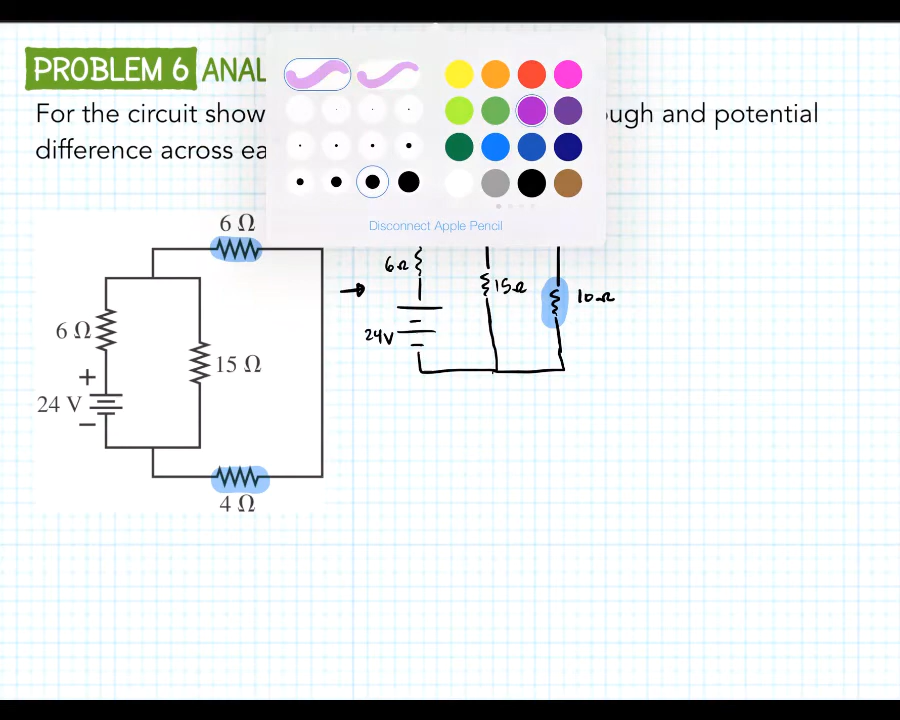 PROBLEM 6 ANAL
For the circuit show ugh and potential
difference across ea
Disconnect Apple Pencil
6 Ω
6 Ω
+
24 V
−
15 Ω
4 Ω
6Ω
15Ω
10Ω
24V